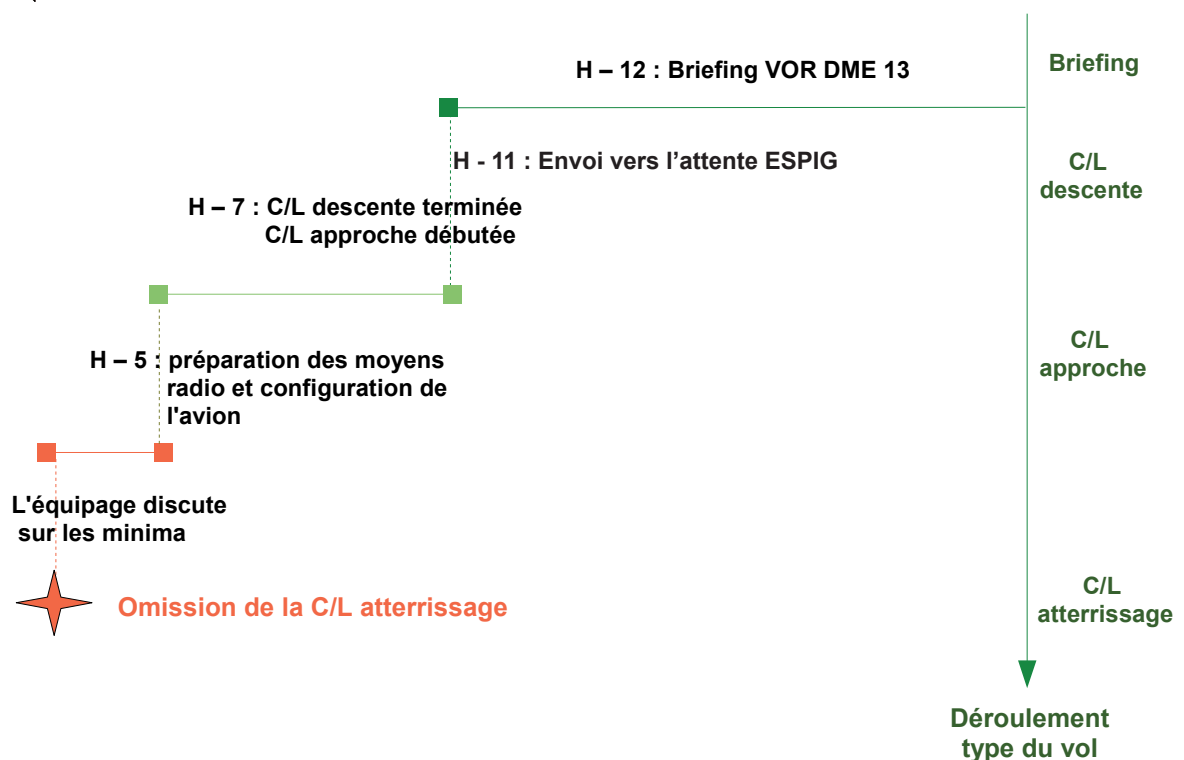 H – 12 : Briefing VOR DME 13
Briefing
H - 11 : Envoi vers l'attente ESPIG
C/L
descente
H – 7 : C/L descente terminée
C/L approche débutée
H – 5 : préparation des moyens
radio et configuration de
l'avion
C/L
approche
L'équipage discute
sur les minima
Omission de la C/L atterrissage
C/L
atterrissage
Déroulement
type du vol